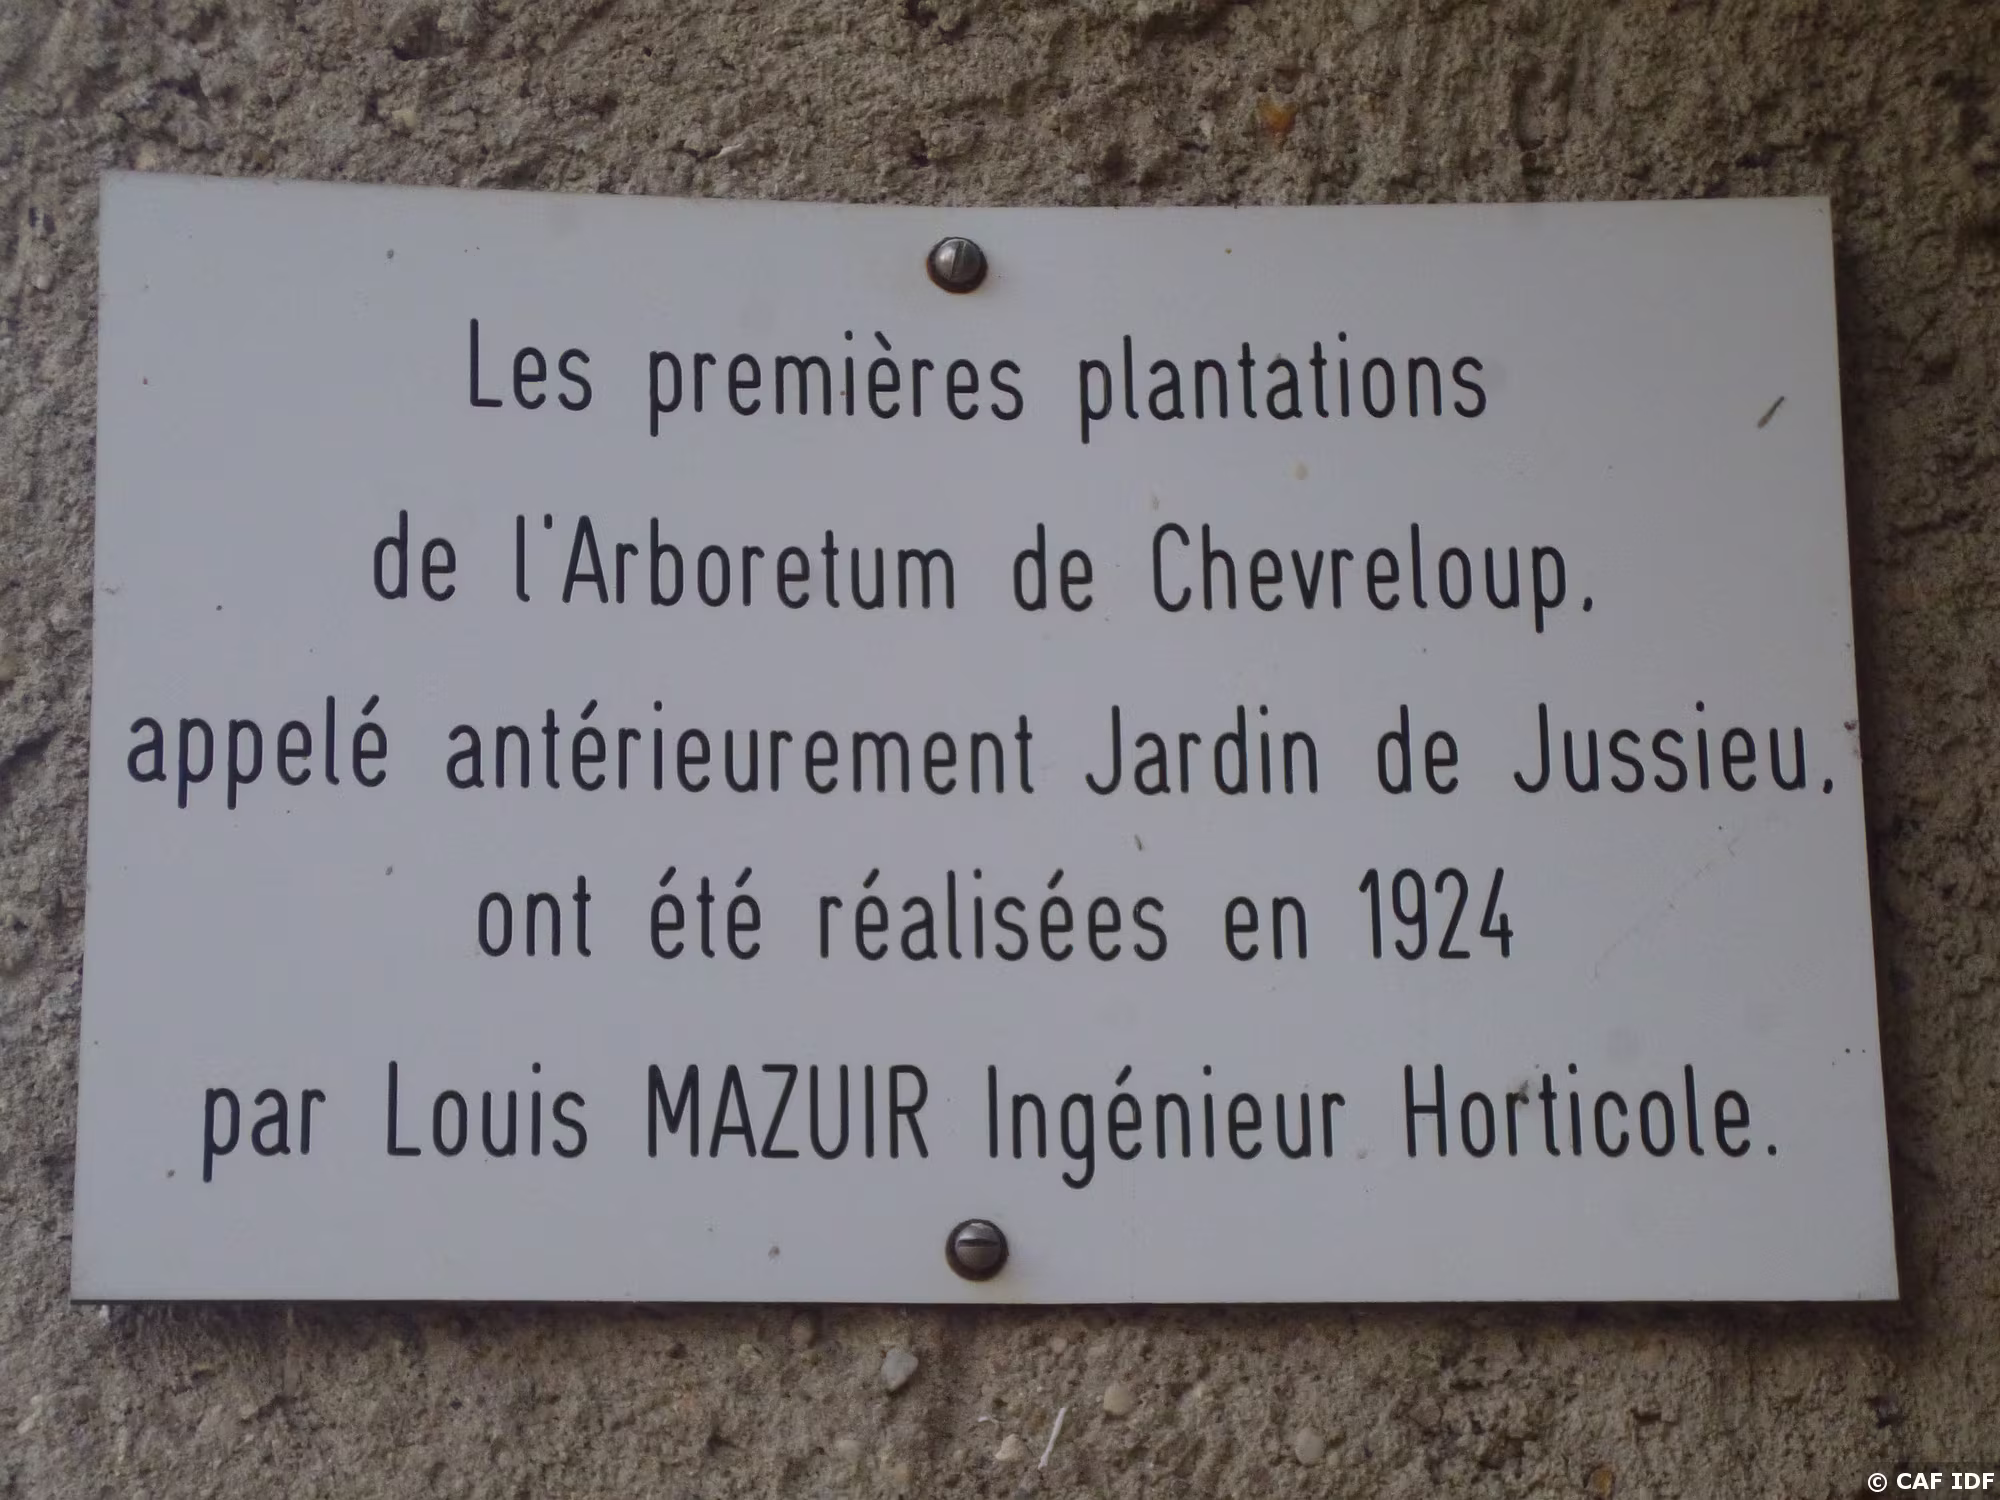 Les premières plantations
de l'Arboretum de Chevreloup,
appelé antérieurement Jardin de Jussieu,
ont été réalisées en 1924
par Louis MAZUIR Ingénieur Horticole.
© CAF IDF